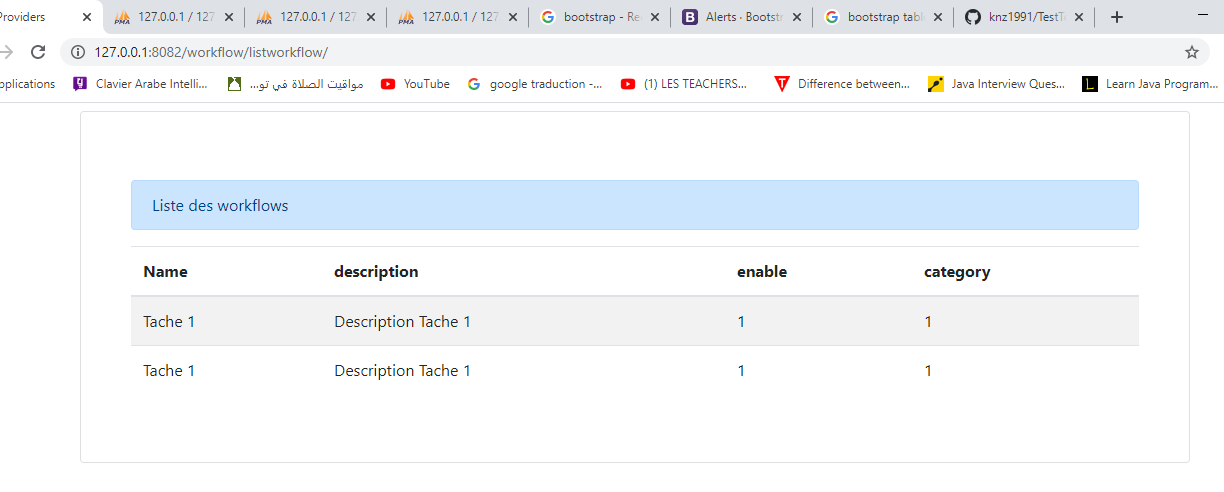 Providers 127.0.0.1 / 127 127.0.0.1 / 127 127.0.0.1 / 127 bootstrap - Re Alerts · Bootst bootstrap tabl knz1991/TestT
127.0.0.1:8082/workflow/listworkflow/
pplications Clavier Arabe Intelli... مواقيت الصلاة في تو... YouTube google traduction -... (1) LES TEACHERS... Difference between... Java Interview Ques... Learn Java Program...
Liste des workflows
Name description enable category
Tache 1 Description Tache 1 1 1
Tache 1 Description Tache 1 1 1